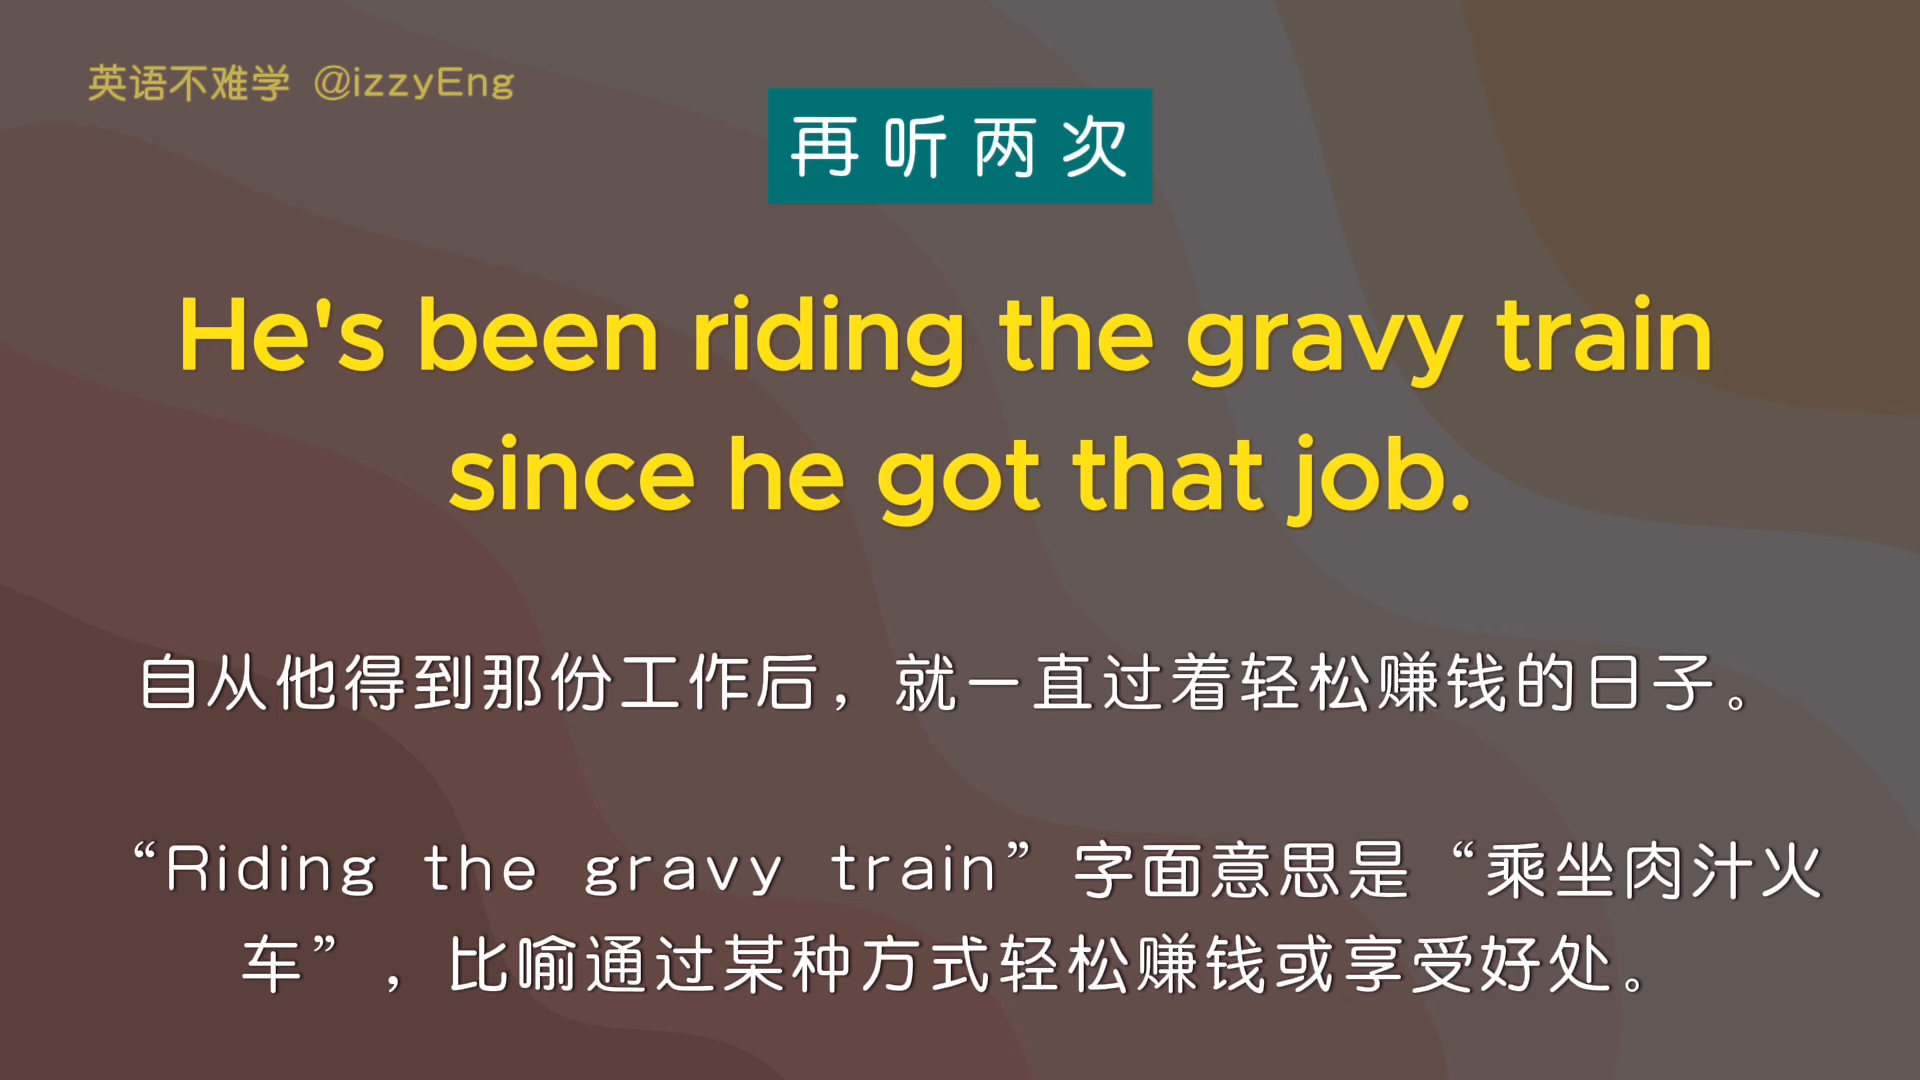 英语不难学 @izzyEng
再听两次
He's been riding the gravy train
since he got that job.
自从他得到那份工作后，就一直过着轻松赚钱的日子。
“Riding the gravy train”字面意思是“乘坐肉汁火
车”，比喻通过某种方式轻松赚钱或享受好处。